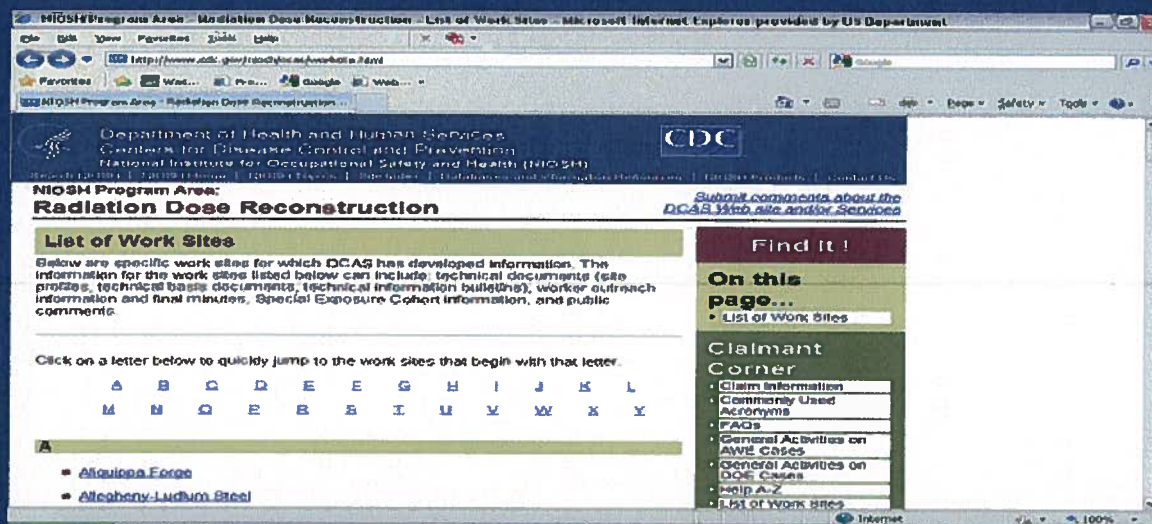 NIOSH Program Area - Radiation Dose Reconstruction - List of Work Sites - Microsoft Internet Explorer provided by US Department
View Favorites Tools Help
Favorites Google Web...
NIOSH Program Area - Radiation Dose Reconstruction ...
Page Safety Tools
Department of Health and Human Services
Centers for Disease Control and Prevention
National Institute for Occupational Safety and Health (NIOSH)
CDC
NIOSH Program Area:
Radiation Dose Reconstruction
Submit comments about the
DCAS Web site and/or Services
List of Work Sites
Below are specific work sites for which DCAS has developed information. The
information for the work sites listed below can include: technical documents (site
profiles, technical basis documents, technical information bulletins), worker outreach
information and final minutes, Special Exposure Cohort information, and public
comments.
Click on a letter below to quickly jump to the work sites that begin with that letter.
A B C D E F G H I J K L
M N O P R S T U V W X Y
A
Aliquippa Forge
Allegheny-Ludlum Steel
Find It !
On this
page...
List of Work Sites
Claimant
Corner
Claim Information
Commonly Used
Acronyms
FAQs
General Activities on
AWE Cases
General Activities on
DOE Cases
Help A-Z
List of Work Sites
Internet
100%